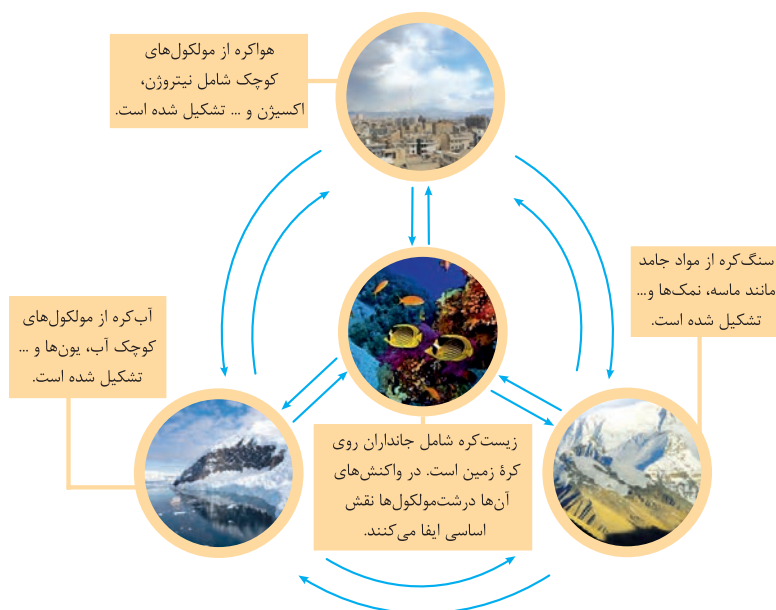 هواکره از مولکول‌های
کوچک شامل نیتروژن،
اکسیژن و ... تشکیل شده است.
سنگ‌کره از مواد جامد
مانند ماسه، نمک‌ها و...
تشکیل شده است.
آب‌کره از مولکول‌های
کوچک آب، یون‌ها و ...
تشکیل شده است.
زیست‌کره شامل جانداران روی
کرهٔ زمین است. در واکنش‌های
آن‌ها درشت‌مولکول‌ها نقش
اساسی ایفا می‌کنند.